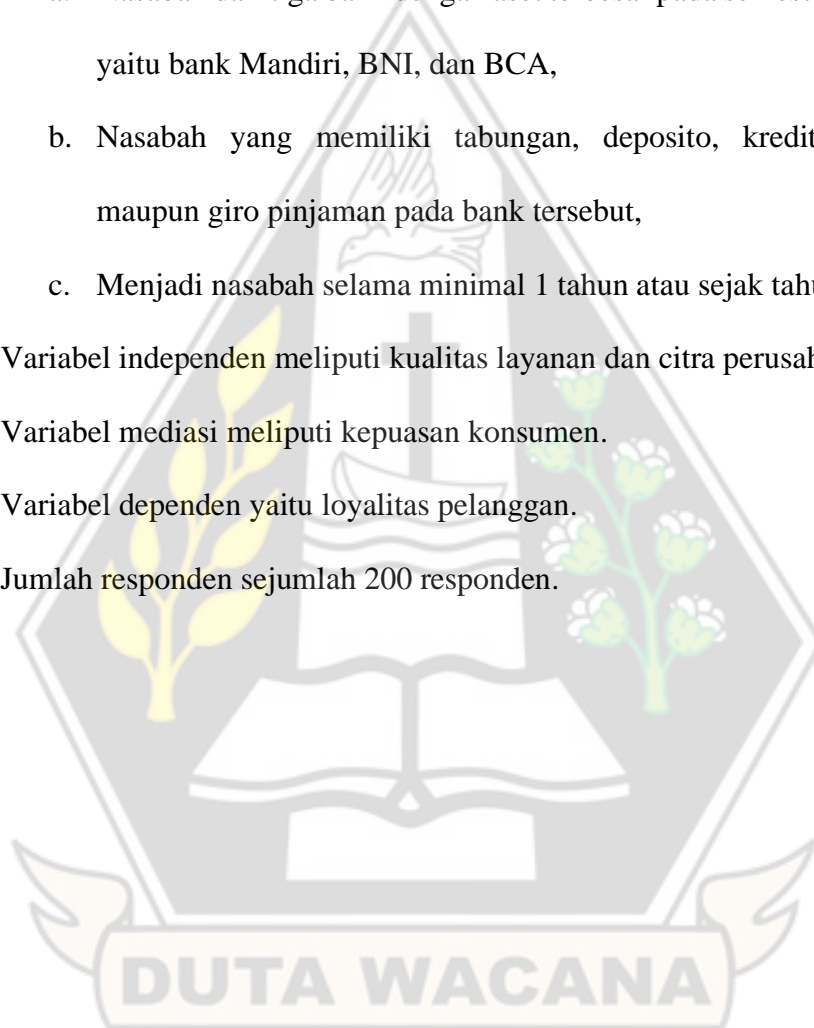 yaitu bank Mandiri, BNI, dan BCA,
b. Nasabah yang memiliki tabungan, deposito, kredit
maupun giro pinjaman pada bank tersebut,
c. Menjadi nasabah selama minimal 1 tahun atau sejak
Variabel independen meliputi kualitas layanan dan citra
Variabel mediasi meliputi kepuasan konsumen.
Variabel dependen yaitu loyalitas pelanggan.
Jumlah responden sejumlah 200 responden.
DUTA WACANA